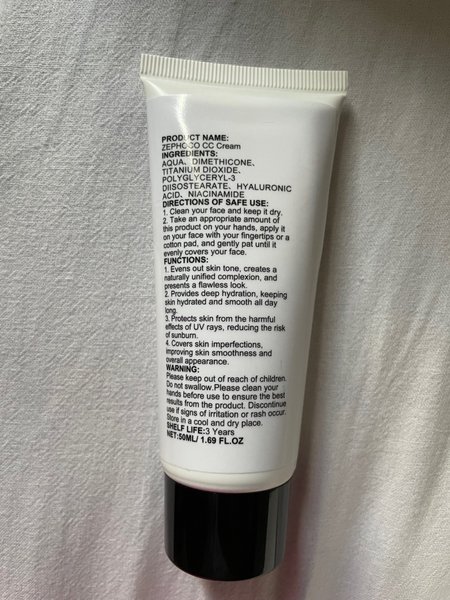 PRODUCT NAME:
ZEPHOCO CC Cream
INGREDIENTS:
AQUA、DIMETHICONE、
TITANIUM DIOXIDE、
POLYGLYCERYL-3
DIISOSTEARATE、HYALURONIC
ACID、NIACINAMIDE
DIRECTIONS OF SAFE USE:
1. Clean your face and keep it dry.
2. Take an appropriate amount of
this product on your hands, apply it
on your face with your fingertips or a
cotton pad, and gently pat until it
evenly covers your face.
FUNCTIONS:
1. Evens out skin tone, creates a
naturally unified complexion, and
presents a flawless look.
2. Provides deep hydration, keeping
skin hydrated and smooth all day
long.
3. Protects skin from the harmful
effects of UV rays, reducing the risk
of sunburn.
4. Covers skin imperfections,
improving skin smoothness and
overall appearance.
WARNING:
Please keep out of reach of children.
Do not swallow.Please clean your
hands before use to ensure the best
results from the product. Discontinue
use if signs of irritation or rash occur.
Store in a cool and dry place.
SHELF LIFE:3 Years
NET:50ML/ 1.69 FL.OZ